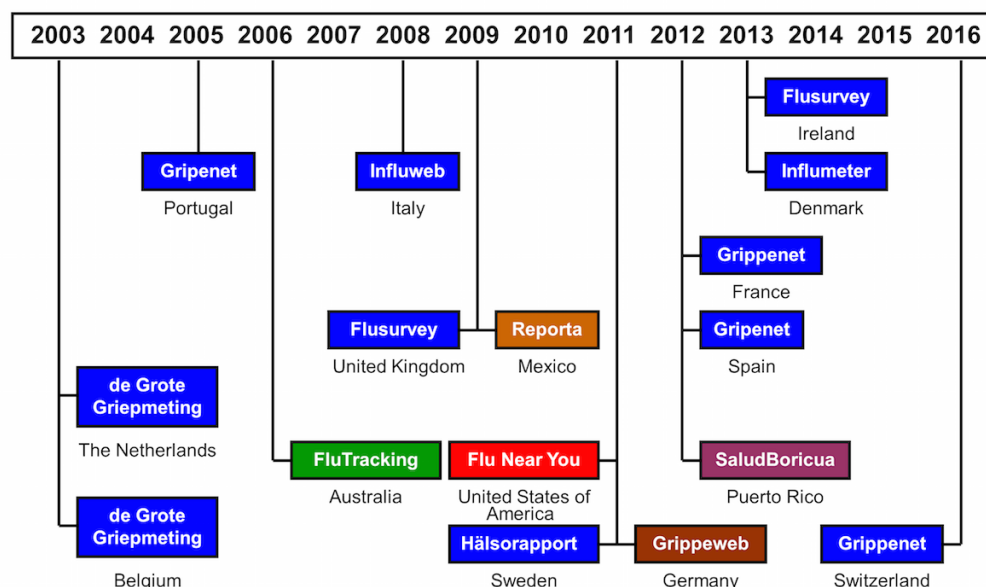 2003 2004 2005 2006 2007 2008 2009 2010 2011 2012 2013 2014 2015 2016
Flusurvey
Ireland
Gripenet
Portugal
Influweb
Italy
Influmeter
Denmark
Grippenet
France
Flusurvey
United Kingdom
Reporta
Mexico
Gripenet
Spain
de Grote
Griepmeting
The Netherlands
FluTracking
Australia
Flu Near You
United States of
America
SaludBoricua
Puerto Rico
de Grote
Griepmeting
Belgium
Hälsorapport
Sweden
Grippeweb
Germany
Grippenet
Switzerland